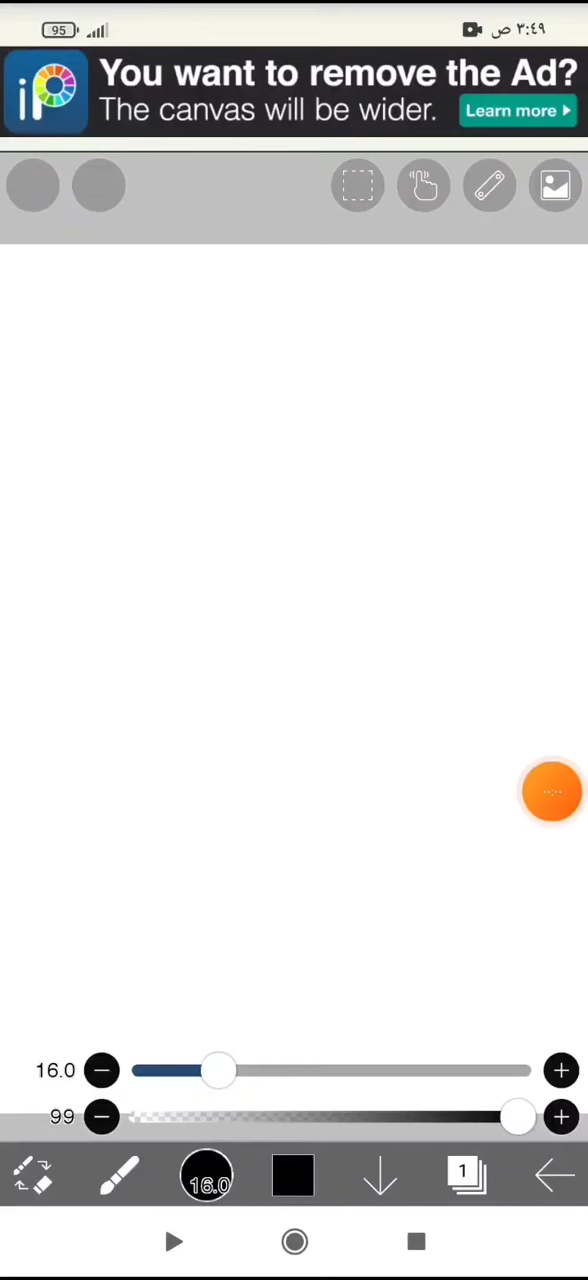 95
٣:٤٩ ص
iP
You want to remove the Ad?
The canvas will be wider.
Learn more
16.0
99
16.0
1